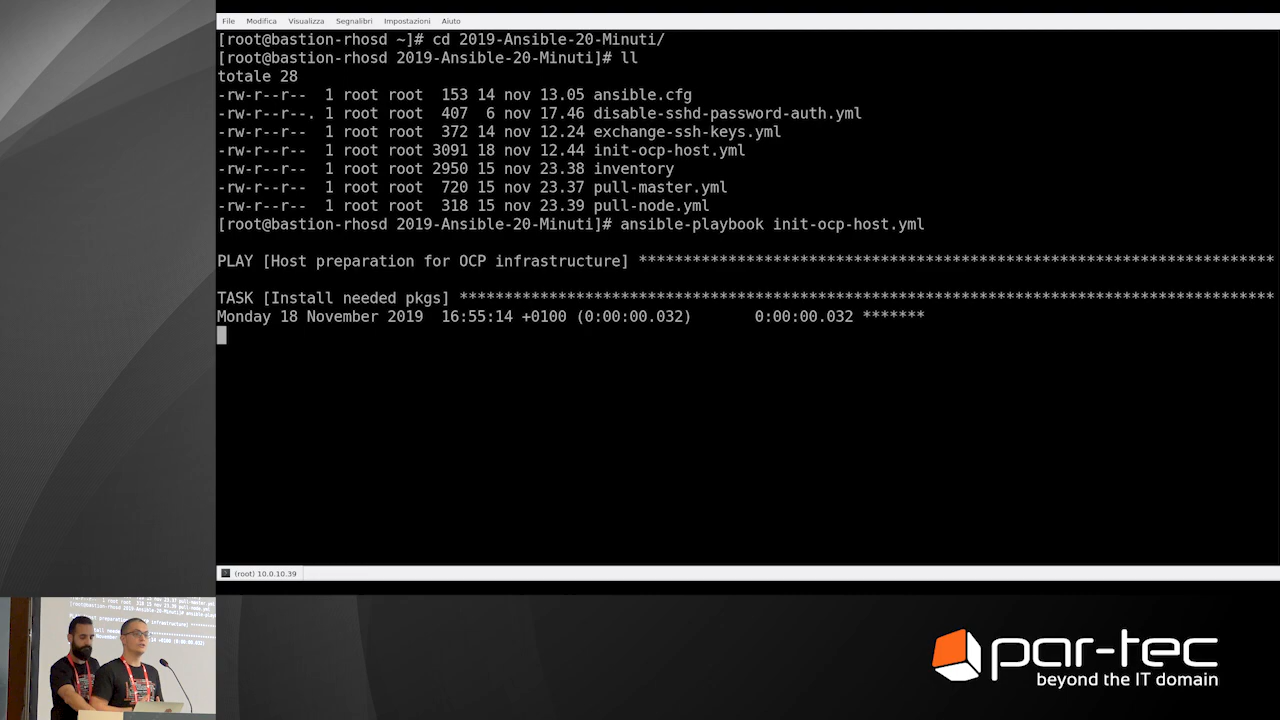 File Modifica Visualizza Segnalibri Impostazioni Aiuto
[root@bastion-rhosd ~]# cd 2019-Ansible-20-Minuti/
[root@bastion-rhosd 2019-Ansible-20-Minuti]# ll
totale 28
-rw-r--r--  1 root root  153 14 nov 13.05 ansible.cfg
-rw-r--r--. 1 root root  407  6 nov 17.46 disable-sshd-password-auth.yml
-rw-r--r--  1 root root  372 14 nov 12.24 exchange-ssh-keys.yml
-rw-r--r--  1 root root 3091 18 nov 12.44 init-ocp-host.yml
-rw-r--r--  1 root root 2950 15 nov 23.38 inventory
-rw-r--r--  1 root root  720 15 nov 23.37 pull-master.yml
-rw-r--r--  1 root root  318 15 nov 23.39 pull-node.yml
[root@bastion-rhosd 2019-Ansible-20-Minuti]# ansible-playbook init-ocp-host.yml
PLAY [Host preparation for OCP infrastructure] ***********************************************************************
TASK [Install needed pkgs] *******************************************************************************************
Monday 18 November 2019  16:55:14 +0100 (0:00:00.032)       0:00:00.032 *******
(root) 10.0.10.39
par-tec
beyond the IT domain